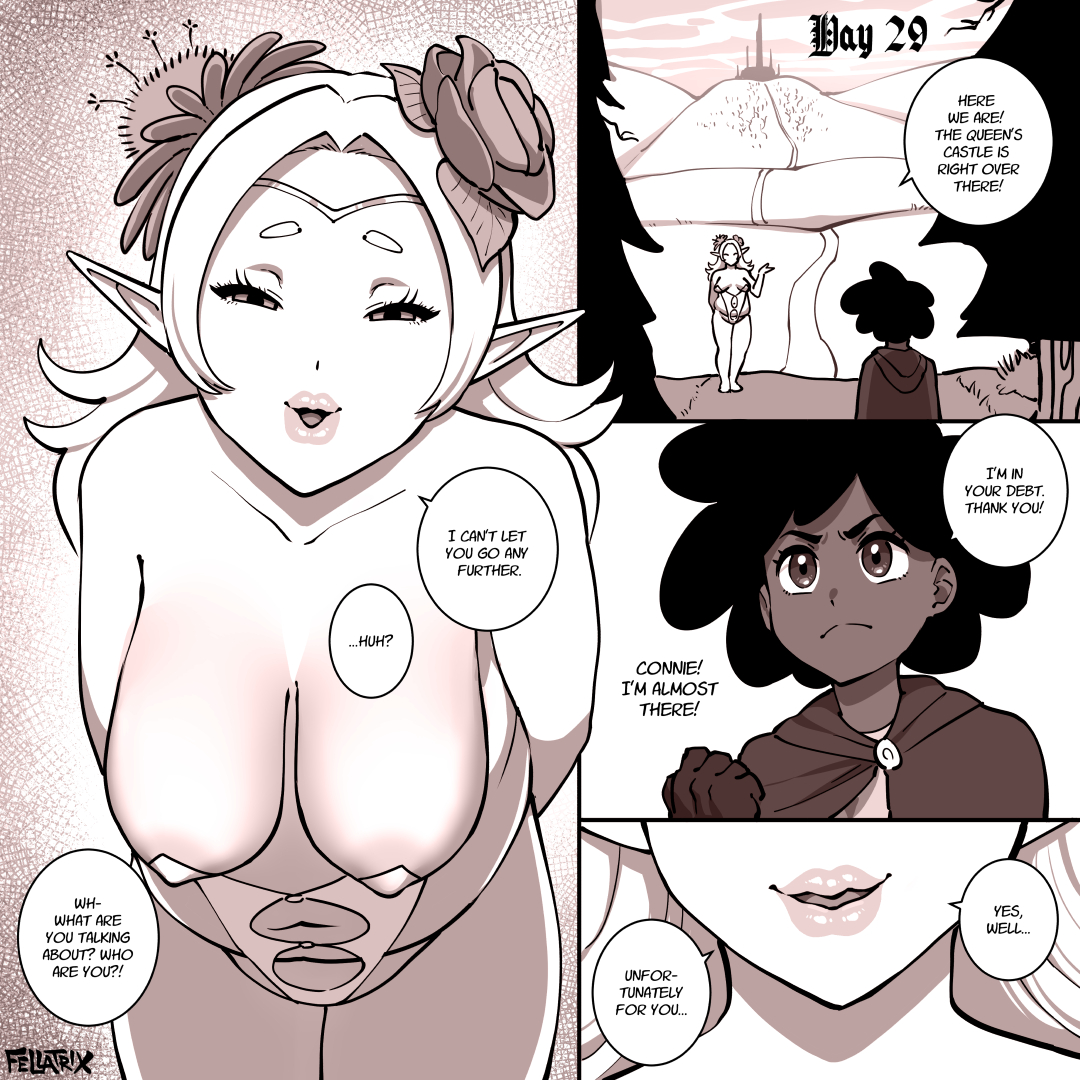 Day 29
HERE
WE ARE!
THE QUEEN'S
CASTLE IS
RIGHT OVER
THERE!
I'M IN
YOUR DEBT.
THANK YOU!
CONNIE!
I'M ALMOST
THERE!
YES,
WELL...
UNFOR-
TUNATELY
FOR YOU...
I CAN'T LET
YOU GO ANY
FURTHER.
...HUH?
WH-
WHAT ARE
YOU TALKING
ABOUT? WHO
ARE YOU?!
FELLATRIX